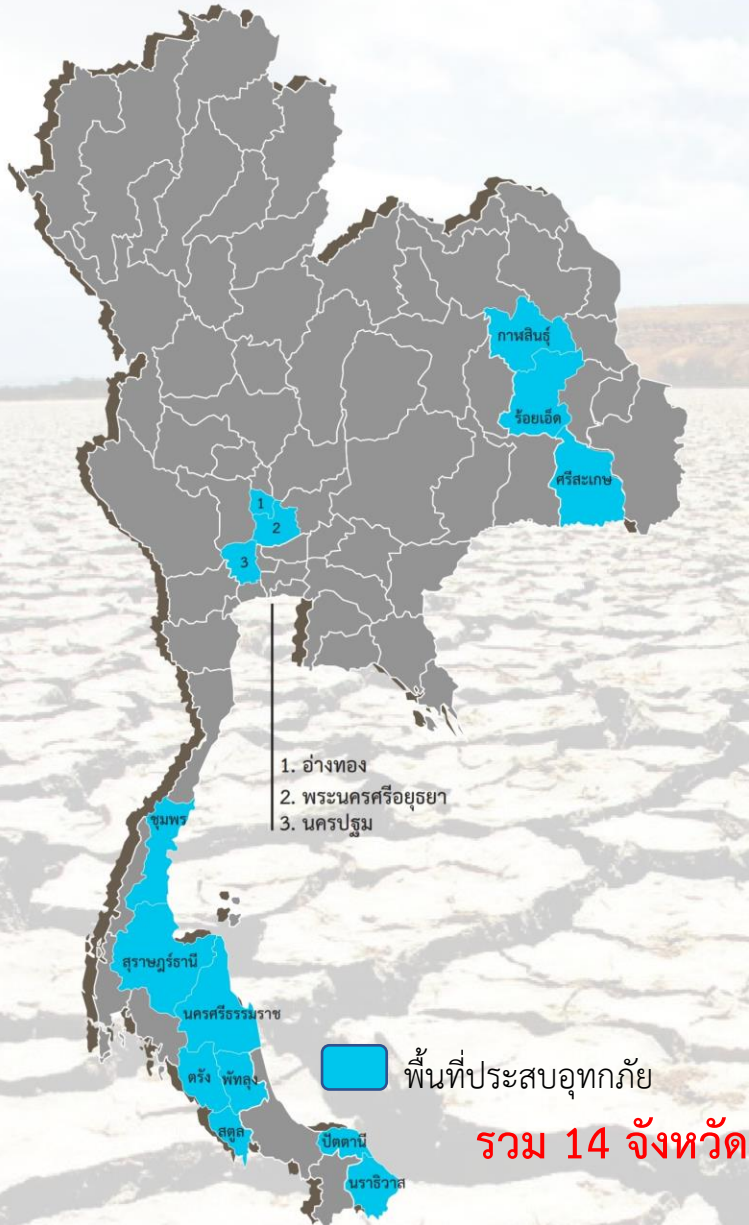 กาฬสินธุ์
ร้อยเอ็ด
ศรีสะเกษ
1
2
3
1. อ่างทอง
2. พระนครศรีอยุธยา
3. นครปฐม
ชุมพร
สุราษฎร์ธานี
นครศรีธรรมราช
ตรัง พัทลุง
สตูล
ปัตตานี
นราธิวาส
พื้นที่ประสบอุทกภัย
รวม 14 จังหวัด